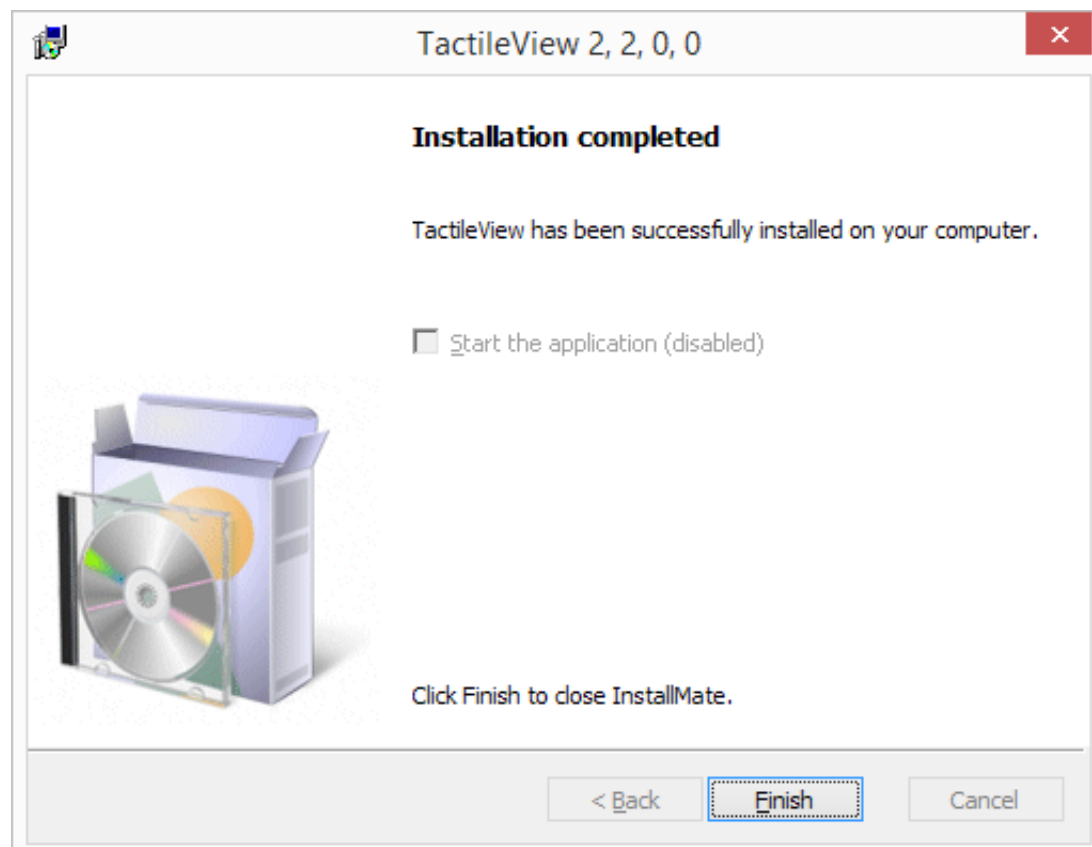 TactileView 2, 2, 0, 0
Installation completed
TactileView has been successfully installed on your computer.
Start the application (disabled)
Click Finish to close InstallMate.
< Back Finish Cancel